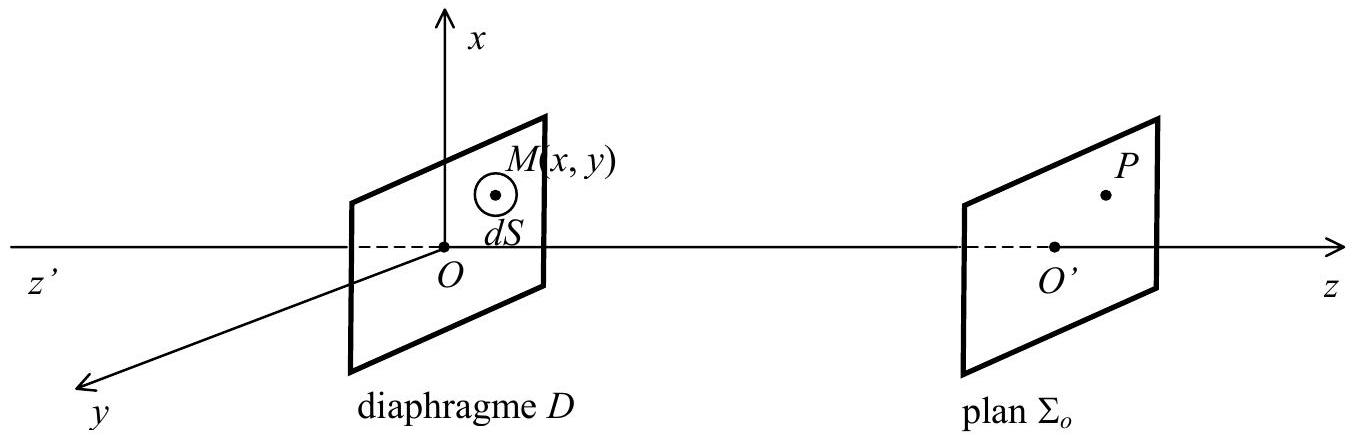 x
M(x, y)
P
dS
z’
O
O’
z
y
diaphragme D
plan Σₒ